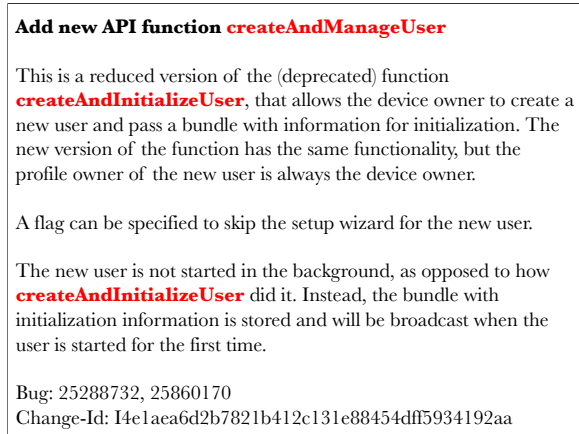 Add new API function createAndManageUser
This is a reduced version of the (deprecated) function
createAndInitializeUser, that allows the device owner to create a
new user and pass a bundle with information for initialization. The
new version of the function has the same functionality, but the
profile owner of the new user is always the device owner.
A flag can be specified to skip the setup wizard for the new user.
The new user is not started in the background, as opposed to how
createAndInitializeUser did it. Instead, the bundle with
initialization information is stored and will be broadcast when the
user is started for the first time.
Bug: 25288732, 25860170
Change-Id: I4e1aea6d2b7821b412c131e88454dff5934192aa